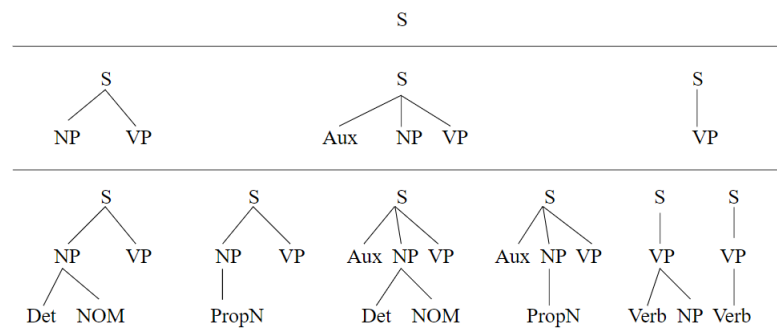 S
S S S
NP VP Aux NP VP VP
S S S S S S
NP VP NP VP Aux NP VP Aux NP VP VP VP
Det NOM PropN Det NOM PropN Verb NP Verb